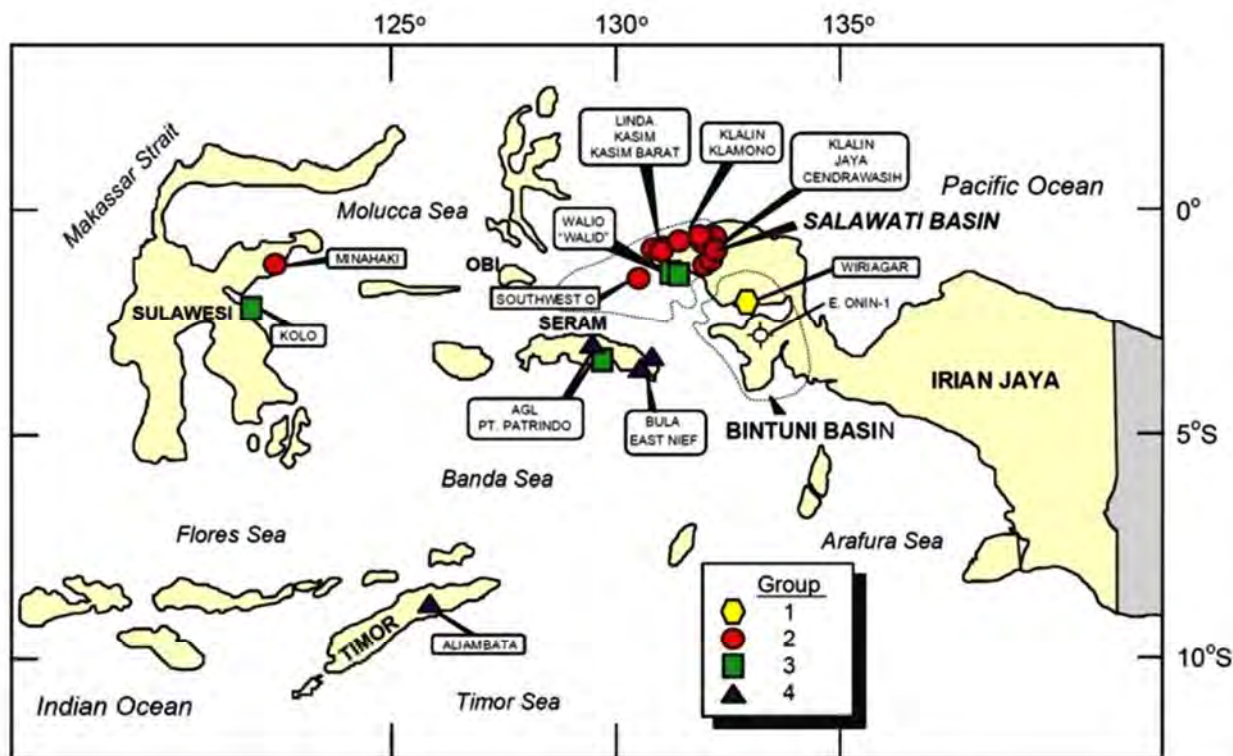 125°
130°
135°
LINDA
KASIM
KASIM BARAT
KLALIN
KLAMONO
KLALIN
JAYA
CENDRAWASIH
Makassar Strait
Pacific Ocean
Molucca Sea
0°
WALIO
"WALID"
SALAWATI BASIN
MINAHAKI
OBI
WIRIAGAR
SOUTHWEST O
E. ONIN-1
SULAWESI
KOLO
SERAM
IRIAN JAYA
AGL
PT. PATRINDO
BULA
EAST NIEF
BINTUNI BASIN
5°S
Banda Sea
Flores Sea
Arafura Sea
Group
1
2
3
4
TIMOR
ALIAMBATA
10°S
Indian Ocean
Timor Sea